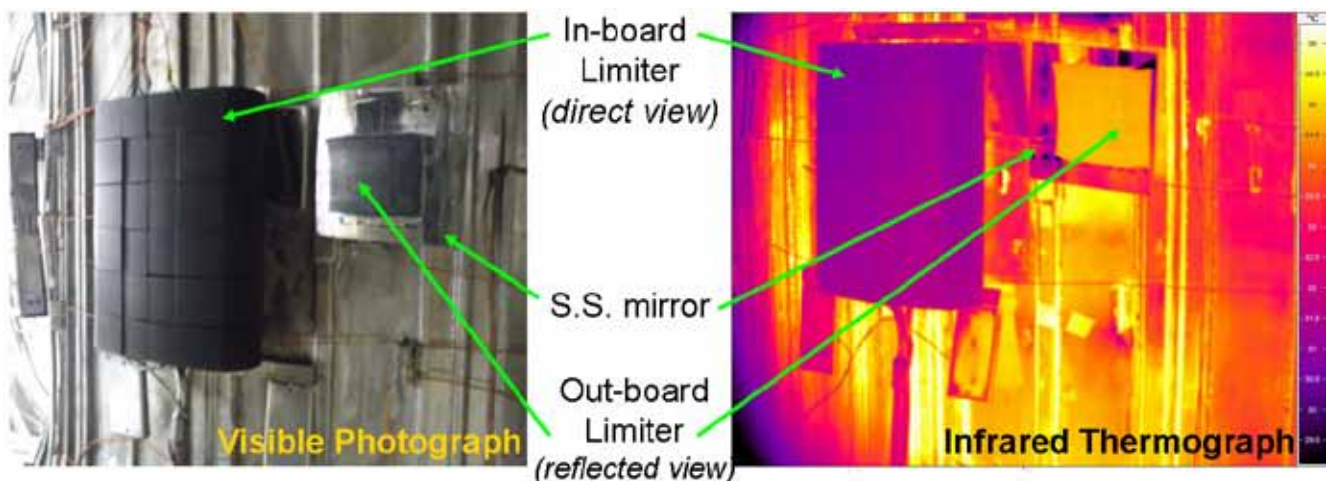 In-board
Limiter
(direct view)
S.S. mirror
Out-board
Limiter
(reflected view)
Visible Photograph
Infrared Thermograph
°C